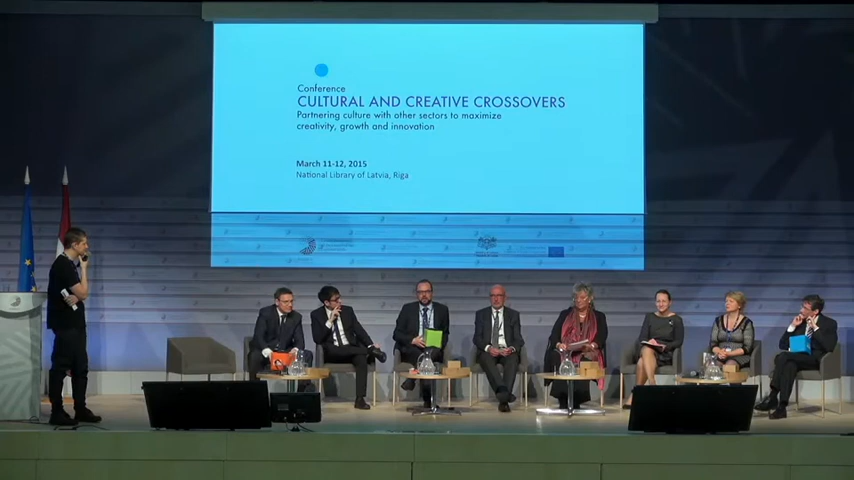 Conference
CULTURAL AND CREATIVE CROSSOVERS
Partnering culture with other sectors to maximize
creativity, growth and innovation
March 11-12, 2015
National Library of Latvia, Riga